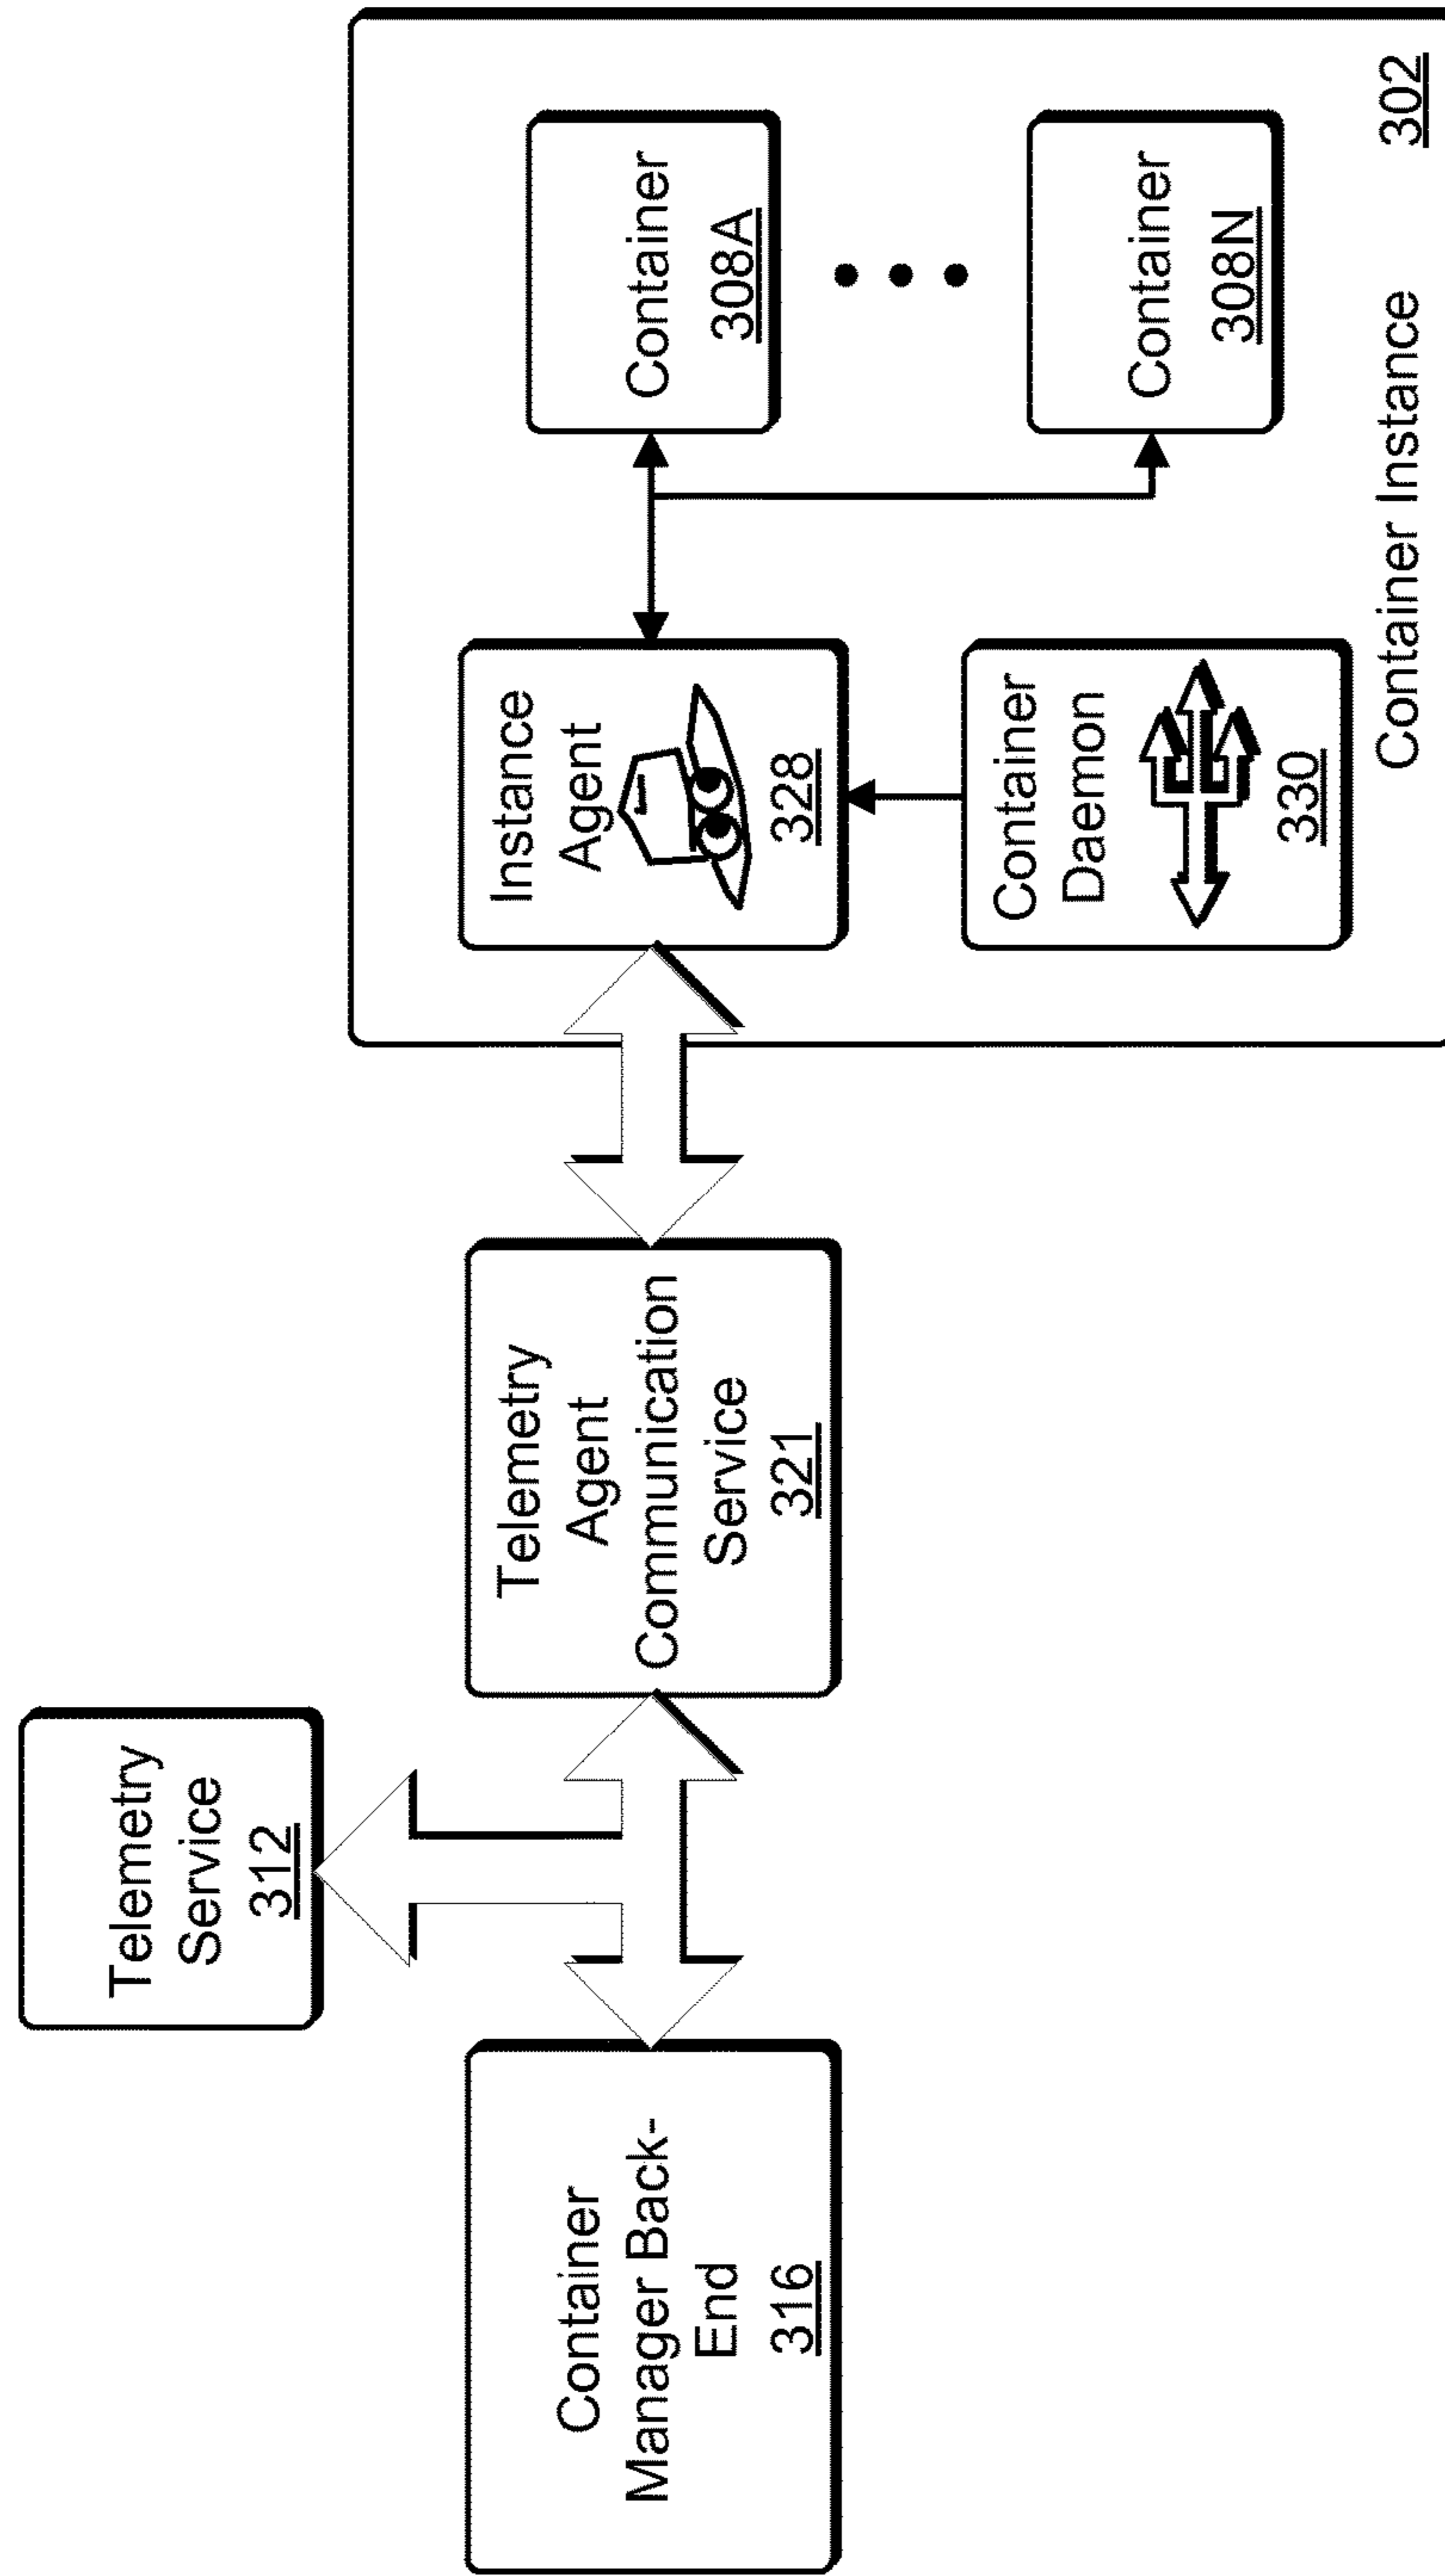 Telemetry
Service
312
Container
Manager Back-
End
316
Telemetry
Agent
Communication
Service
321
Instance
Agent
328
Container
308A
Container
Daemon
330
Container
308N
Container Instance
302